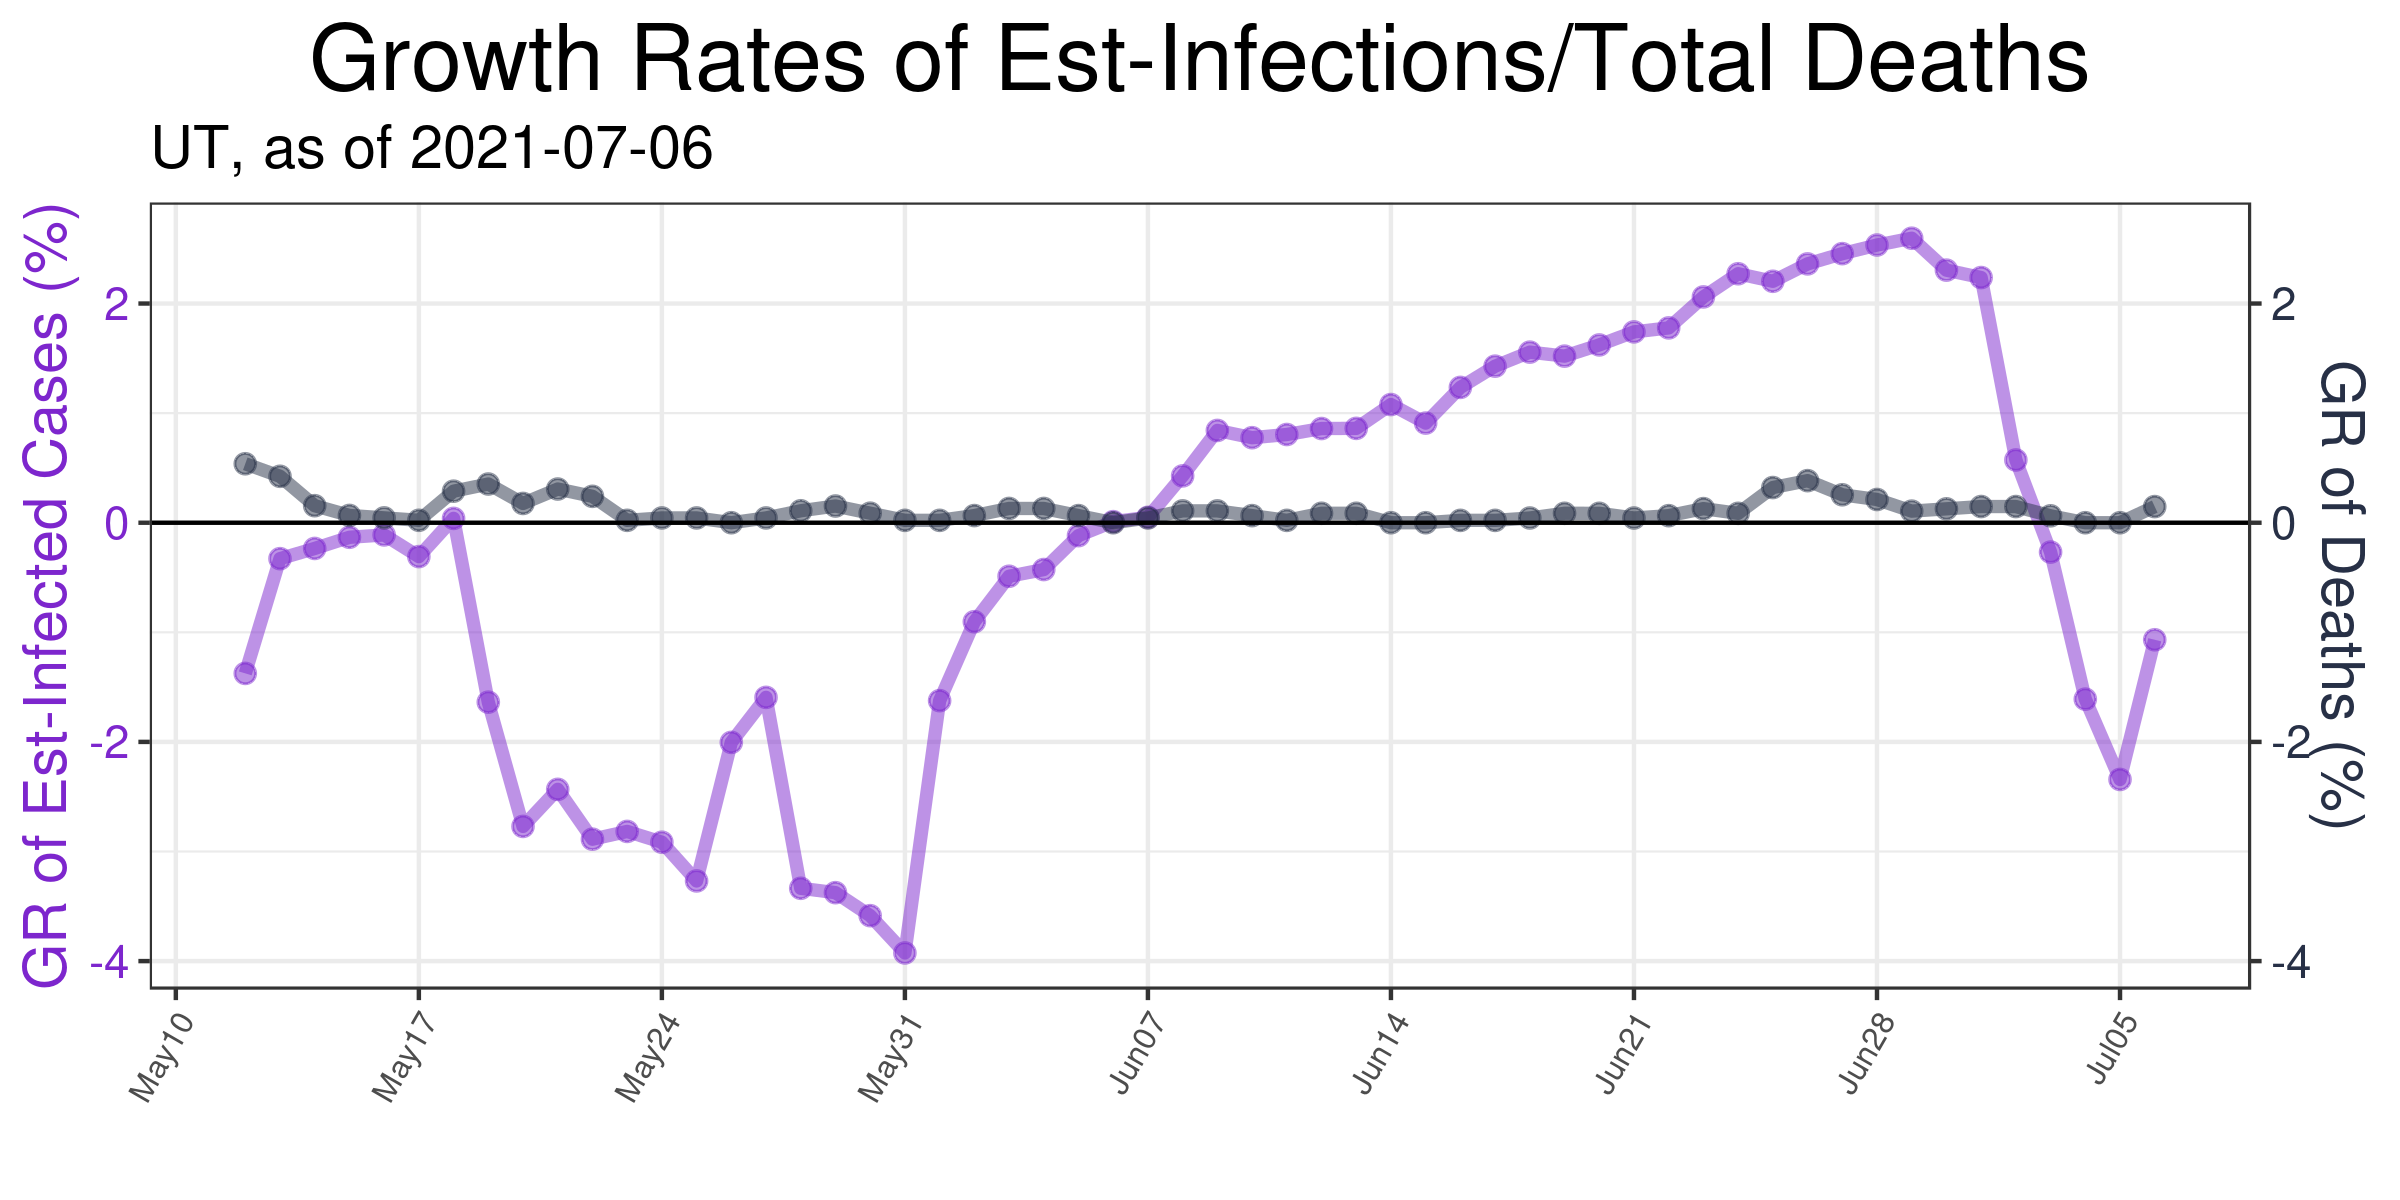 Growth Rates of Est-Infections/Total Deaths
UT, as of 2021-07-06
GR of Est-Infected Cases (%)
2
0
-2
-4
2
0
-2
-4
GR of Deaths (%)
May10
May17
May24
May31
Jun07
Jun14
Jun21
Jun28
Jul05